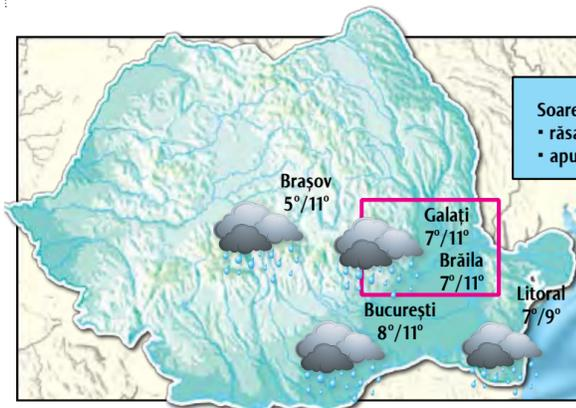 Soare
▪ răsa
▪ apu
Brașov
5°/11°
Galați
7°/11°
Brăila
7°/11°
Litoral
7°/9°
București
8°/11°